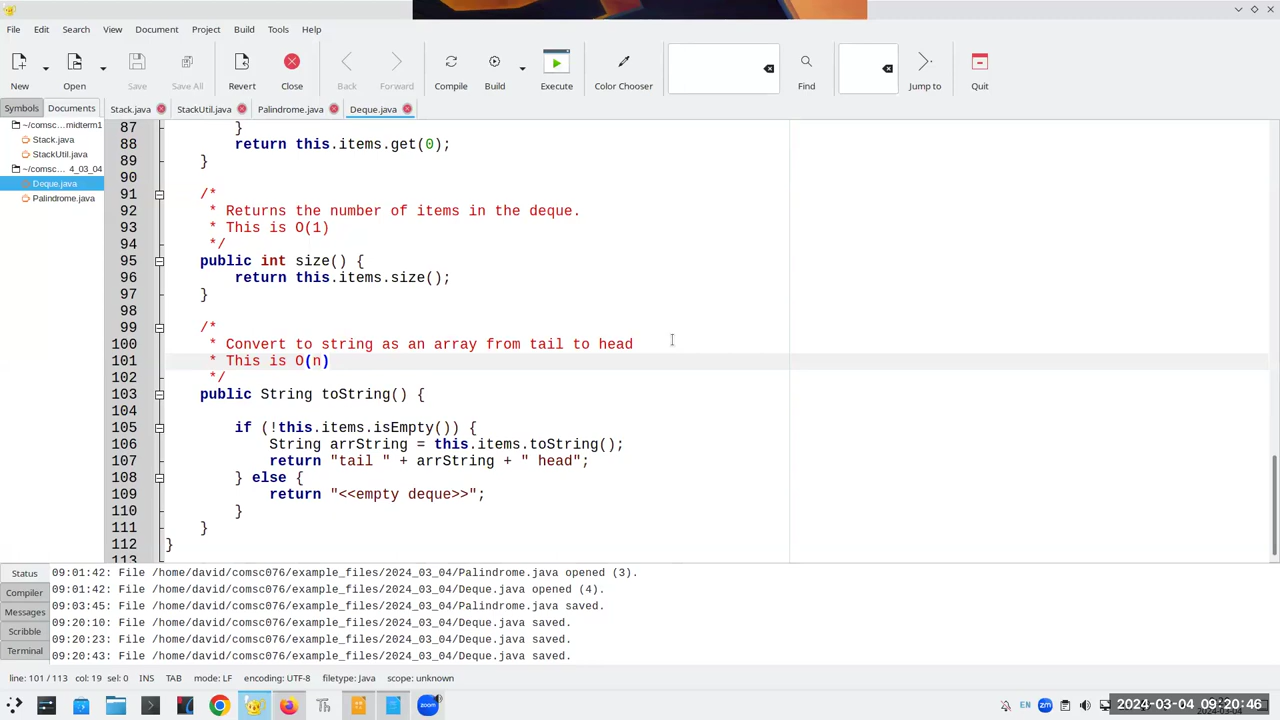 File Edit Search View Document Project Build Tools Help
New Open Save Save All Revert Close Back Forward Compile Build Execute Color Chooser Find Jump to Quit
Symbols Documents Stack.java StackUtil.java Palindrome.java Deque.java
~/comsc...midterm1
Stack.java
StackUtil.java
~/comsc... 4_03_04
Deque.java
Palindrome.java
87 }
88 return this.items.get(0);
89 }
90
91 /*
92 * Returns the number of items in the deque.
93 * This is O(1)
94 */
95 public int size() {
96 return this.items.size();
97 }
98
99 /*
100 * Convert to string as an array from tail to head
101 * This is O(n)
102 */
103 public String toString() {
104
105 if (!this.items.isEmpty()) {
106 String arrString = this.items.toString();
107 return "tail " + arrString + " head";
108 } else {
109 return "<<empty deque>>";
110 }
111 }
112 }
113
Status
Compiler
Messages
Scribble
Terminal
09:01:42: File /home/david/comsc076/example_files/2024_03_04/Palindrome.java opened (3).
09:01:42: File /home/david/comsc076/example_files/2024_03_04/Deque.java opened (4).
09:03:45: File /home/david/comsc076/example_files/2024_03_04/Palindrome.java saved.
09:20:10: File /home/david/comsc076/example_files/2024_03_04/Deque.java saved.
09:20:23: File /home/david/comsc076/example_files/2024_03_04/Deque.java saved.
09:20:43: File /home/david/comsc076/example_files/2024_03_04/Deque.java saved.
line: 101 / 113 col: 19 sel: 0 INS TAB mode: LF encoding: UTF-8 filetype: Java scope: unknown
Th zoom EN zm 2024-03-04 09:20:46